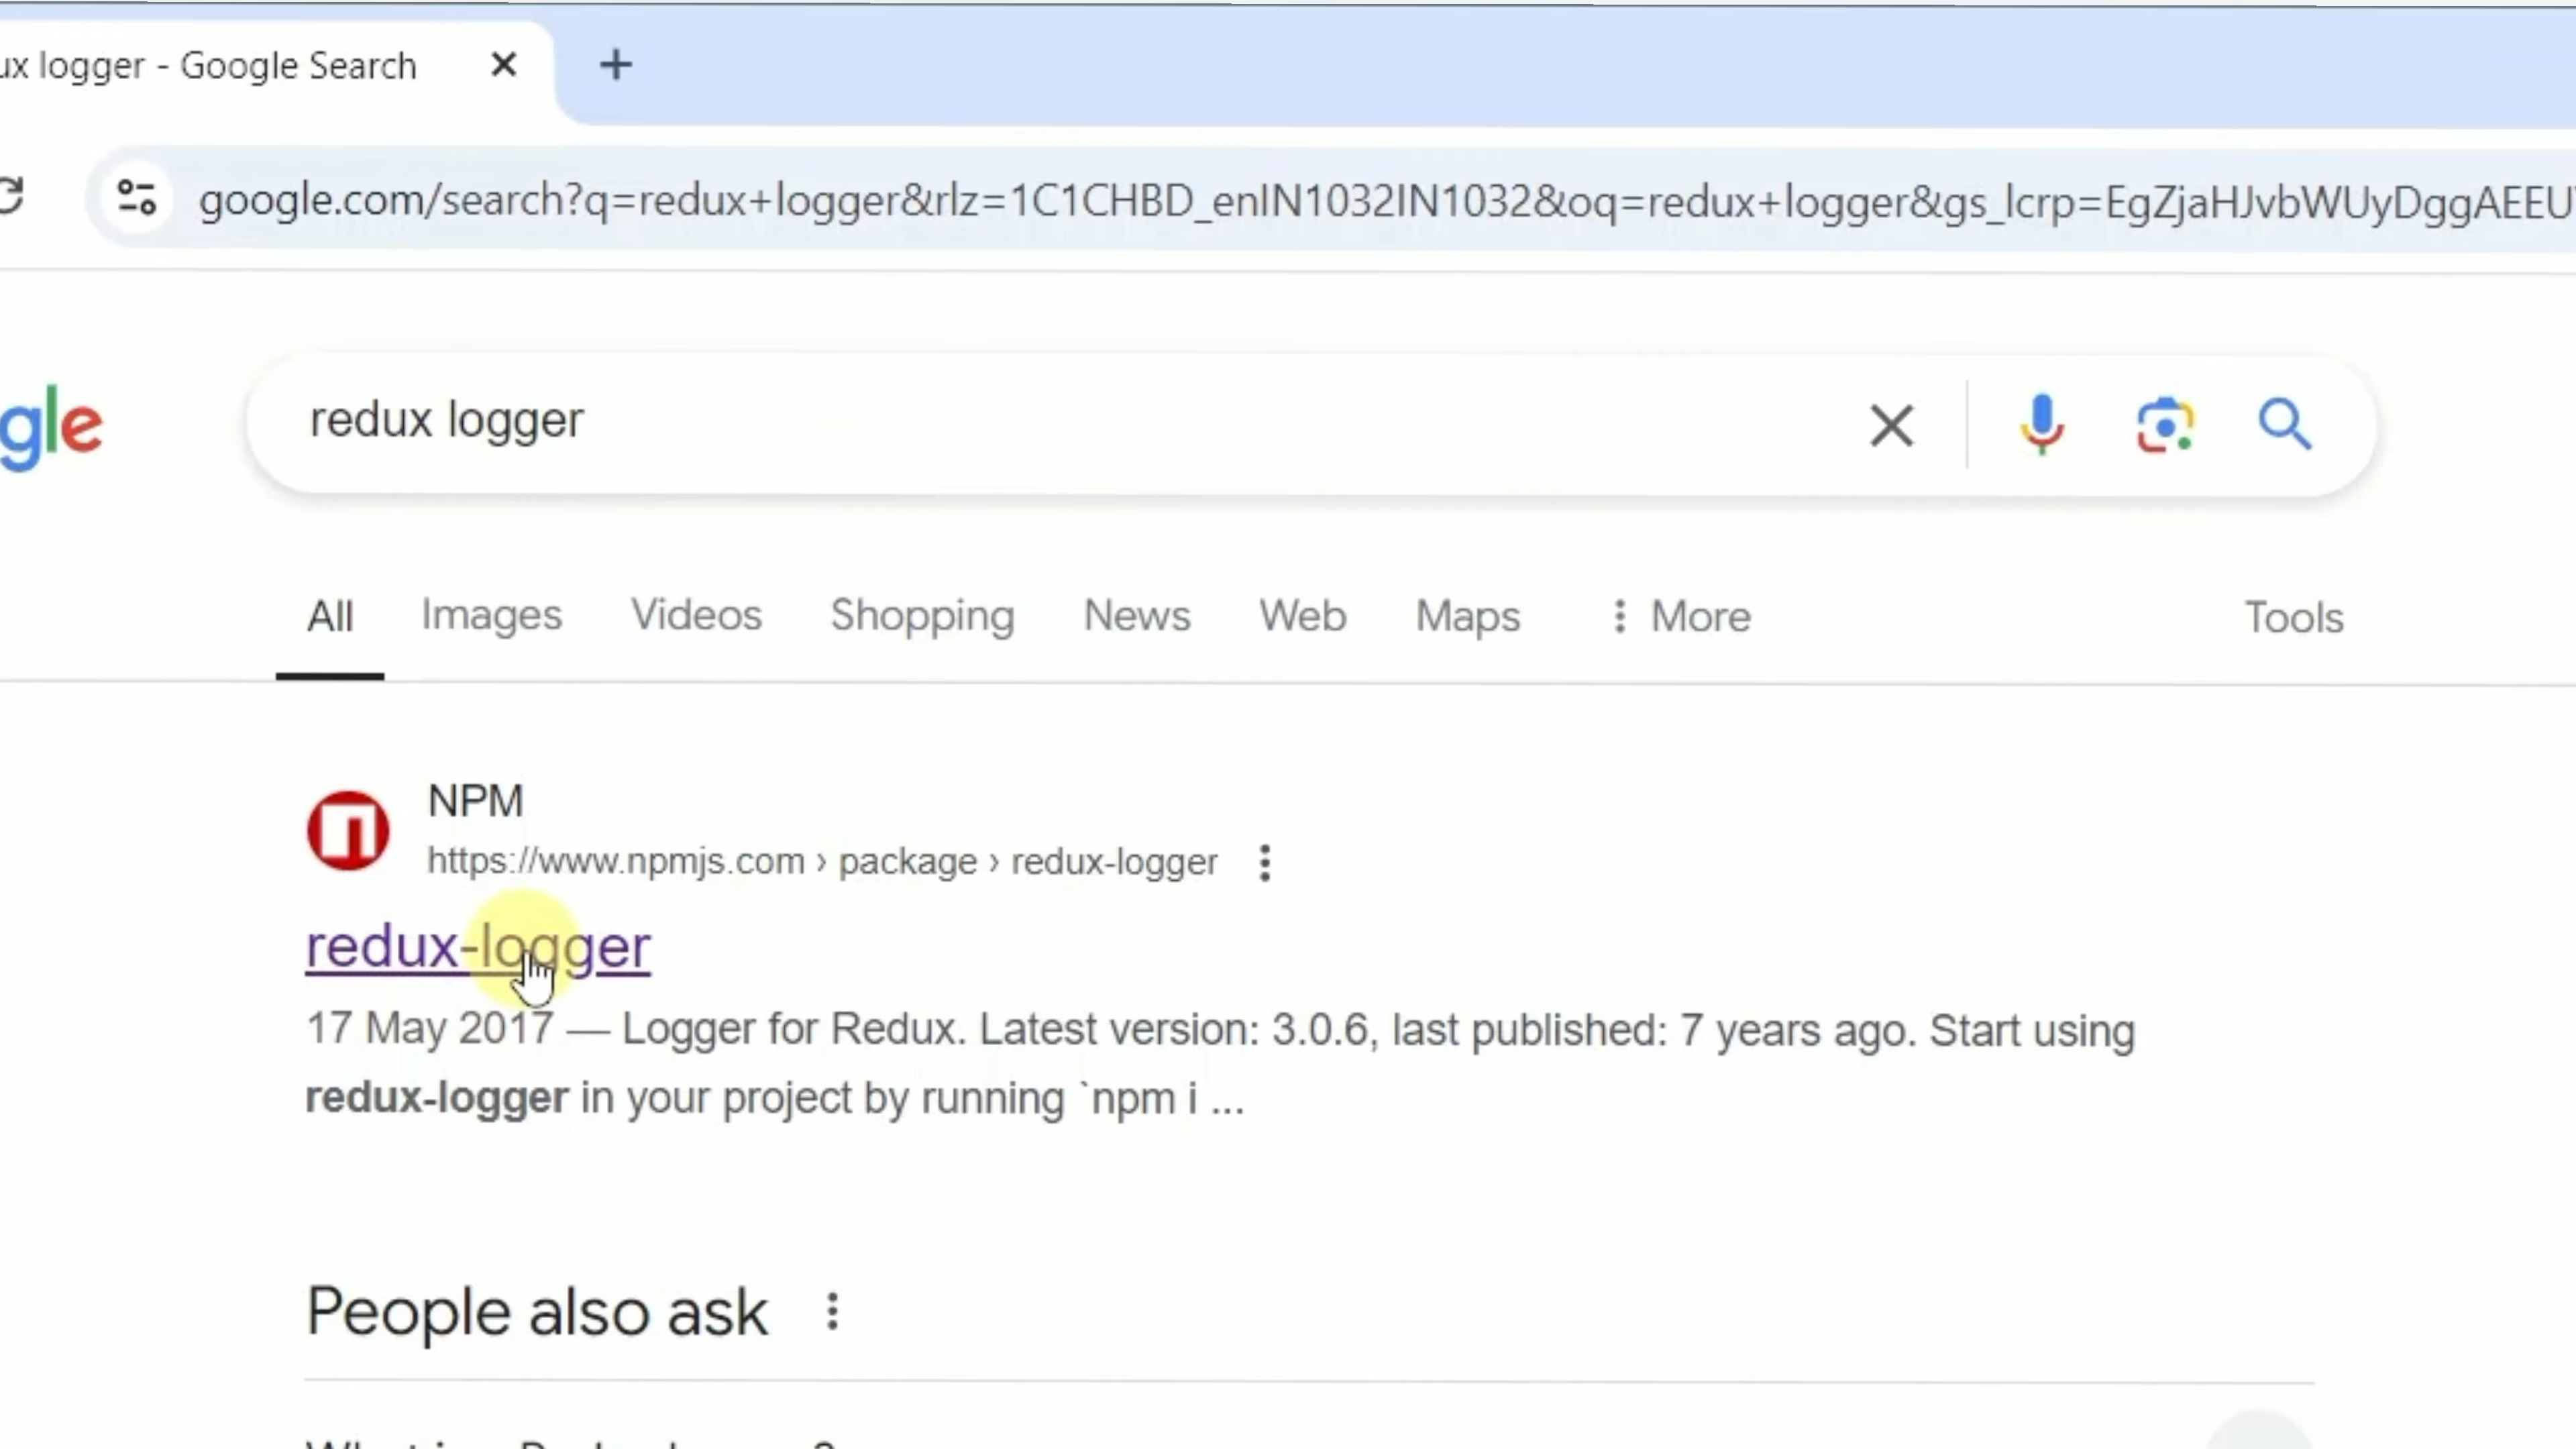 ux logger - Google Search
google.com/search?q=redux+logger&rlz=1C1CHBD_enIN1032IN1032&oq=redux+logger&gs_lcrp=EgZjaHJvbWUyDggAEEU
gle
redux logger
All Images Videos Shopping News Web Maps More Tools
NPM
https://www.npmjs.com › package › redux-logger
redux-logger
17 May 2017 — Logger for Redux. Latest version: 3.0.6, last published: 7 years ago. Start using
redux-logger in your project by running `npm i ...
People also ask